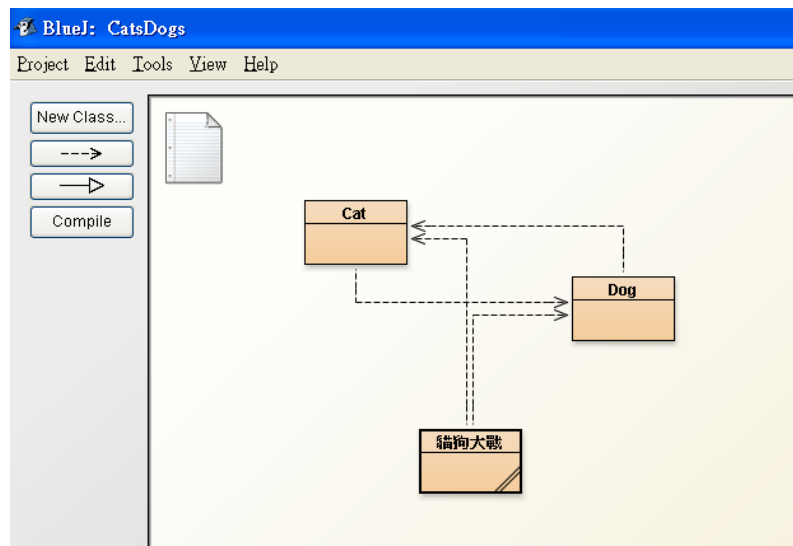 BlueJ: CatsDogs
Project Edit Tools View Help
New Class...
Compile
Cat
Dog
貓狗大戰